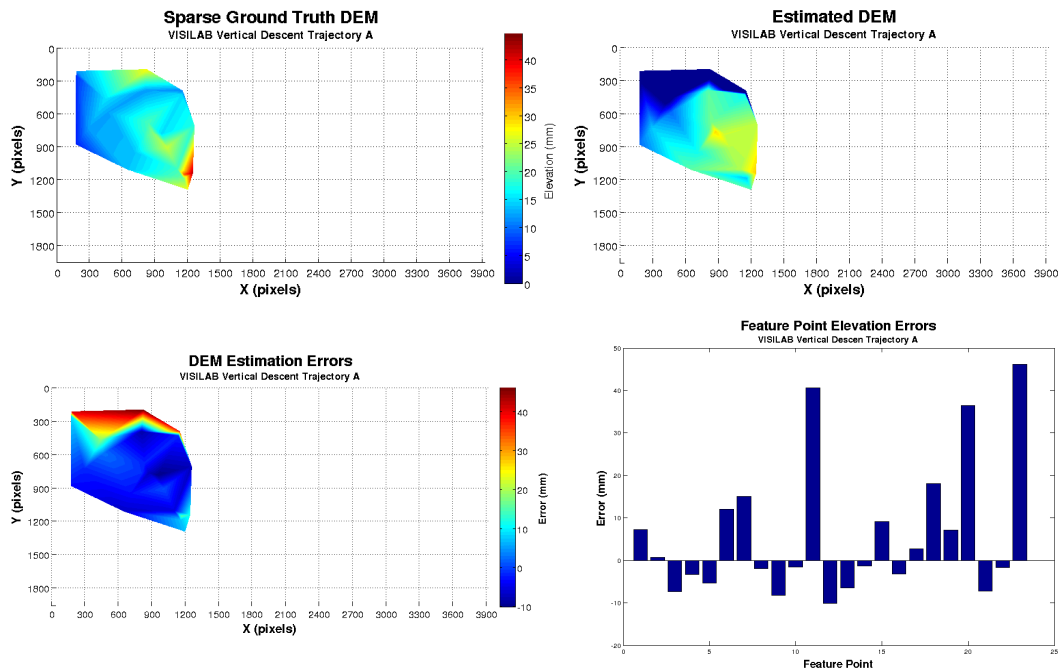 Sparse Ground Truth DEM
VISILAB Vertical Descent Trajectory A
0
300
600
900
1200
1500
1800
Y (pixels)
0 300 600 900 1200 1500 1800 2100 2400 2700 3000 3300 3600 3900
X (pixels)
40
35
30
25
20
15
10
5
0
Elevation (mm)
Estimated DEM
VISILAB Vertical Descent Trajectory A
0
300
600
900
1200
1500
1800
Y (pixels)
0 300 600 900 1200 1500 1800 2100 2400 2700 3000 3300 3600 3900
X (pixels)
DEM Estimation Errors
VISILAB Vertical Descent Trajectory A
0
300
600
900
1200
1500
1800
Y (pixels)
0 300 600 900 1200 1500 1800 2100 2400 2700 3000 3300 3600 3900
X (pixels)
40
30
20
10
0
-10
Error (mm)
Feature Point Elevation Errors
VISILAB Vertical Descen Trajectory A
50
40
30
20
10
0
-10
-20
Error (mm)
0 5 10 15 20 25
Feature Point